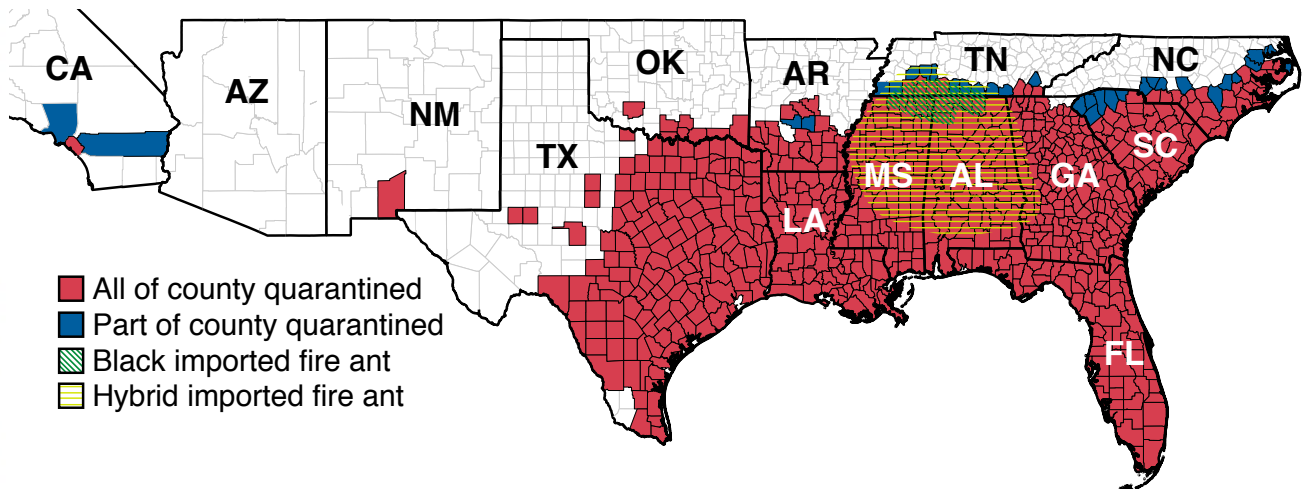 CA
AZ
NM
OK
TX
AR
LA
TN
MS
AL
GA
NC
SC
FL
All of county quarantined
Part of county quarantined
Black imported fire ant
Hybrid imported fire ant